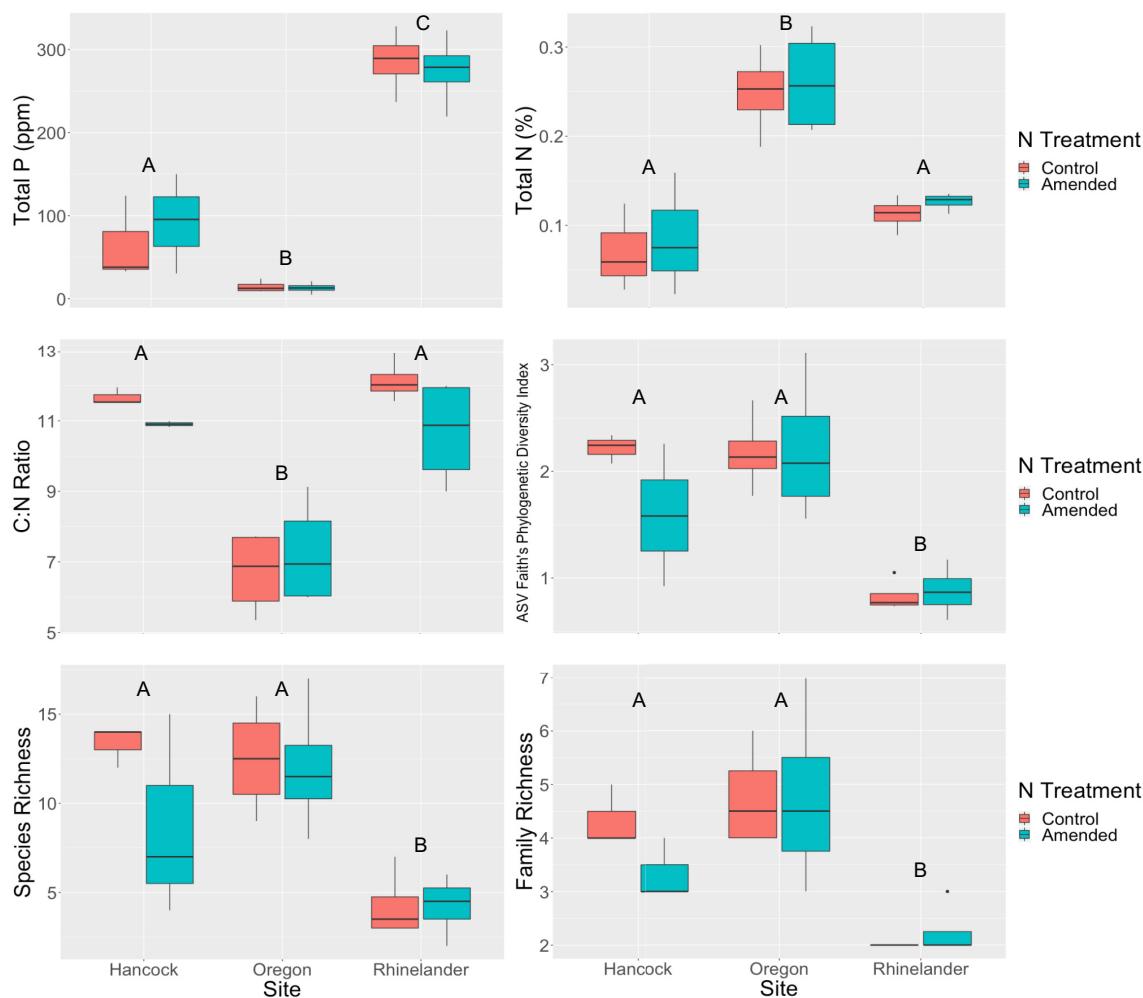 Total P (ppm)
300
200
100
0
A
B
C
Total N (%)
0.3
0.2
0.1
A
B
A
N Treatment
Control
Amended
C:N Ratio
13
11
9
7
5
A
B
A
ASV Faith's Phylogenetic Diversity Index
3
2
1
A
A
B
N Treatment
Control
Amended
Species Richness
15
10
5
A
A
B
Hancock
Oregon
Rhinelander
Site
Family Richness
7
6
5
4
3
2
A
A
B
Hancock
Oregon
Rhinelander
Site
N Treatment
Control
Amended